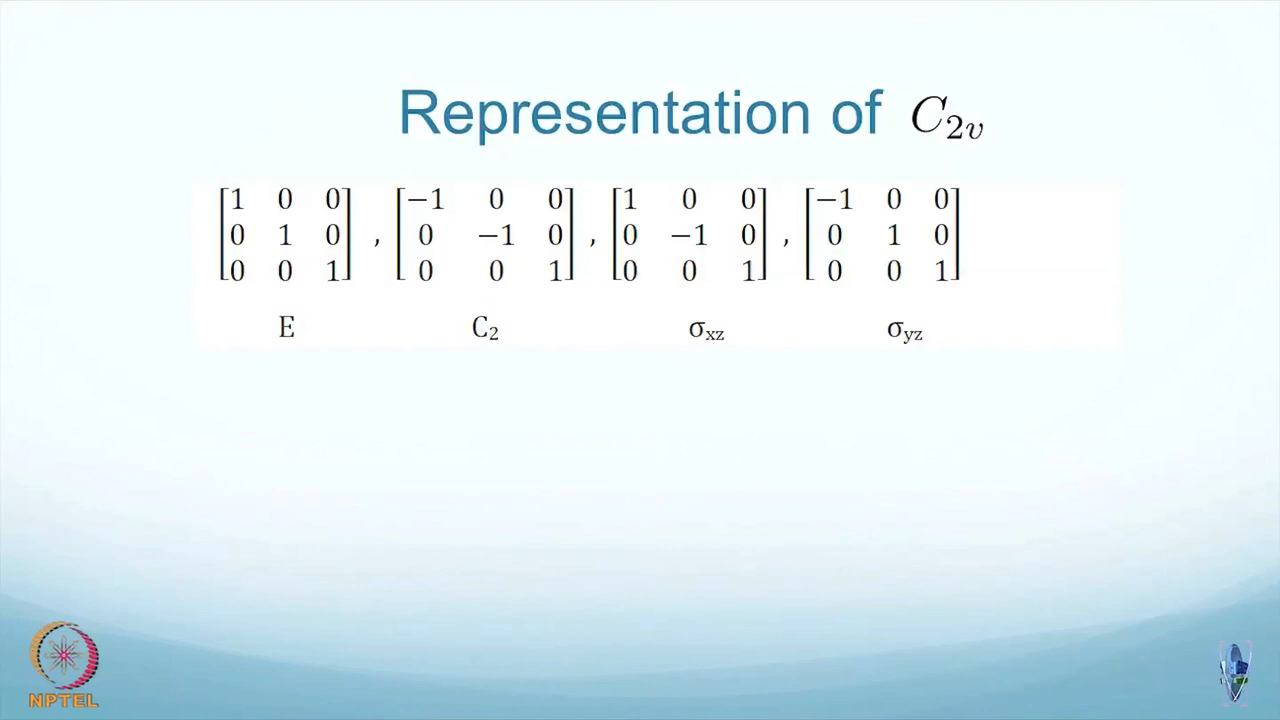 Representation of C₂ᵥ
[1 0 0] [−1 0 0] [1 0 0] [−1 0 0]
[0 1 0] , [0 −1 0] , [0 −1 0] , [0 1 0]
[0 0 1] [0 0 1] [0 0 1] [0 0 1]
E C₂ σxz σyz
NPTEL